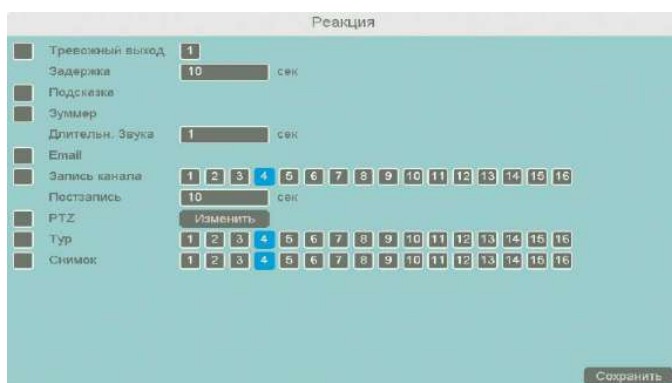 Реакция
Тревожный выход 1
Задержка 10 сек
Подсказка
Зуммер
Длительн. Звука 1 сек
Email
Запись канала 1 2 3 4 5 6 7 8 9 10 11 12 13 14 15 16
Постзапись 10 сек
PTZ Изменить
Тур 1 2 3 4 5 6 7 8 9 10 11 12 13 14 15 16
Снимок 1 2 3 4 5 6 7 8 9 10 11 12 13 14 15 16
Сохранить